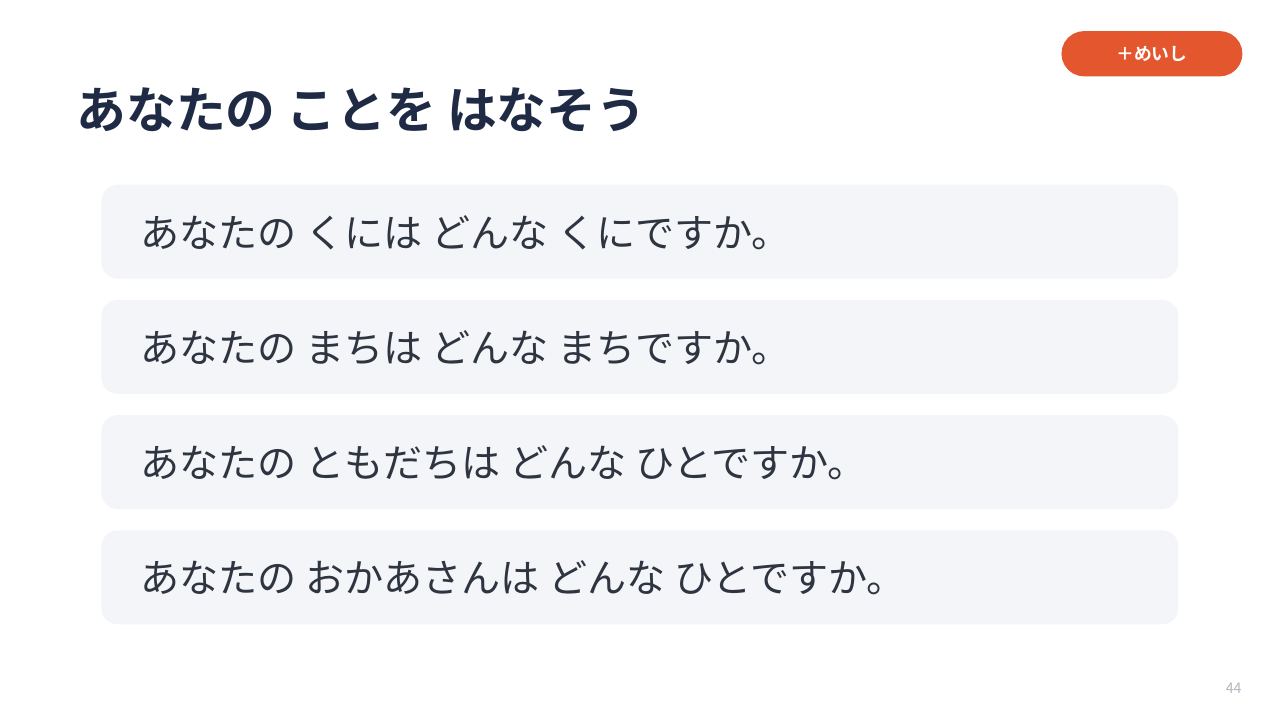 ＋めいし
あなたの ことを はなそう
あなたの くには どんな くにですか。
あなたの まちは どんな まちですか。
あなたの ともだちは どんな ひとですか。
あなたの おかあさんは どんな ひとですか。
44